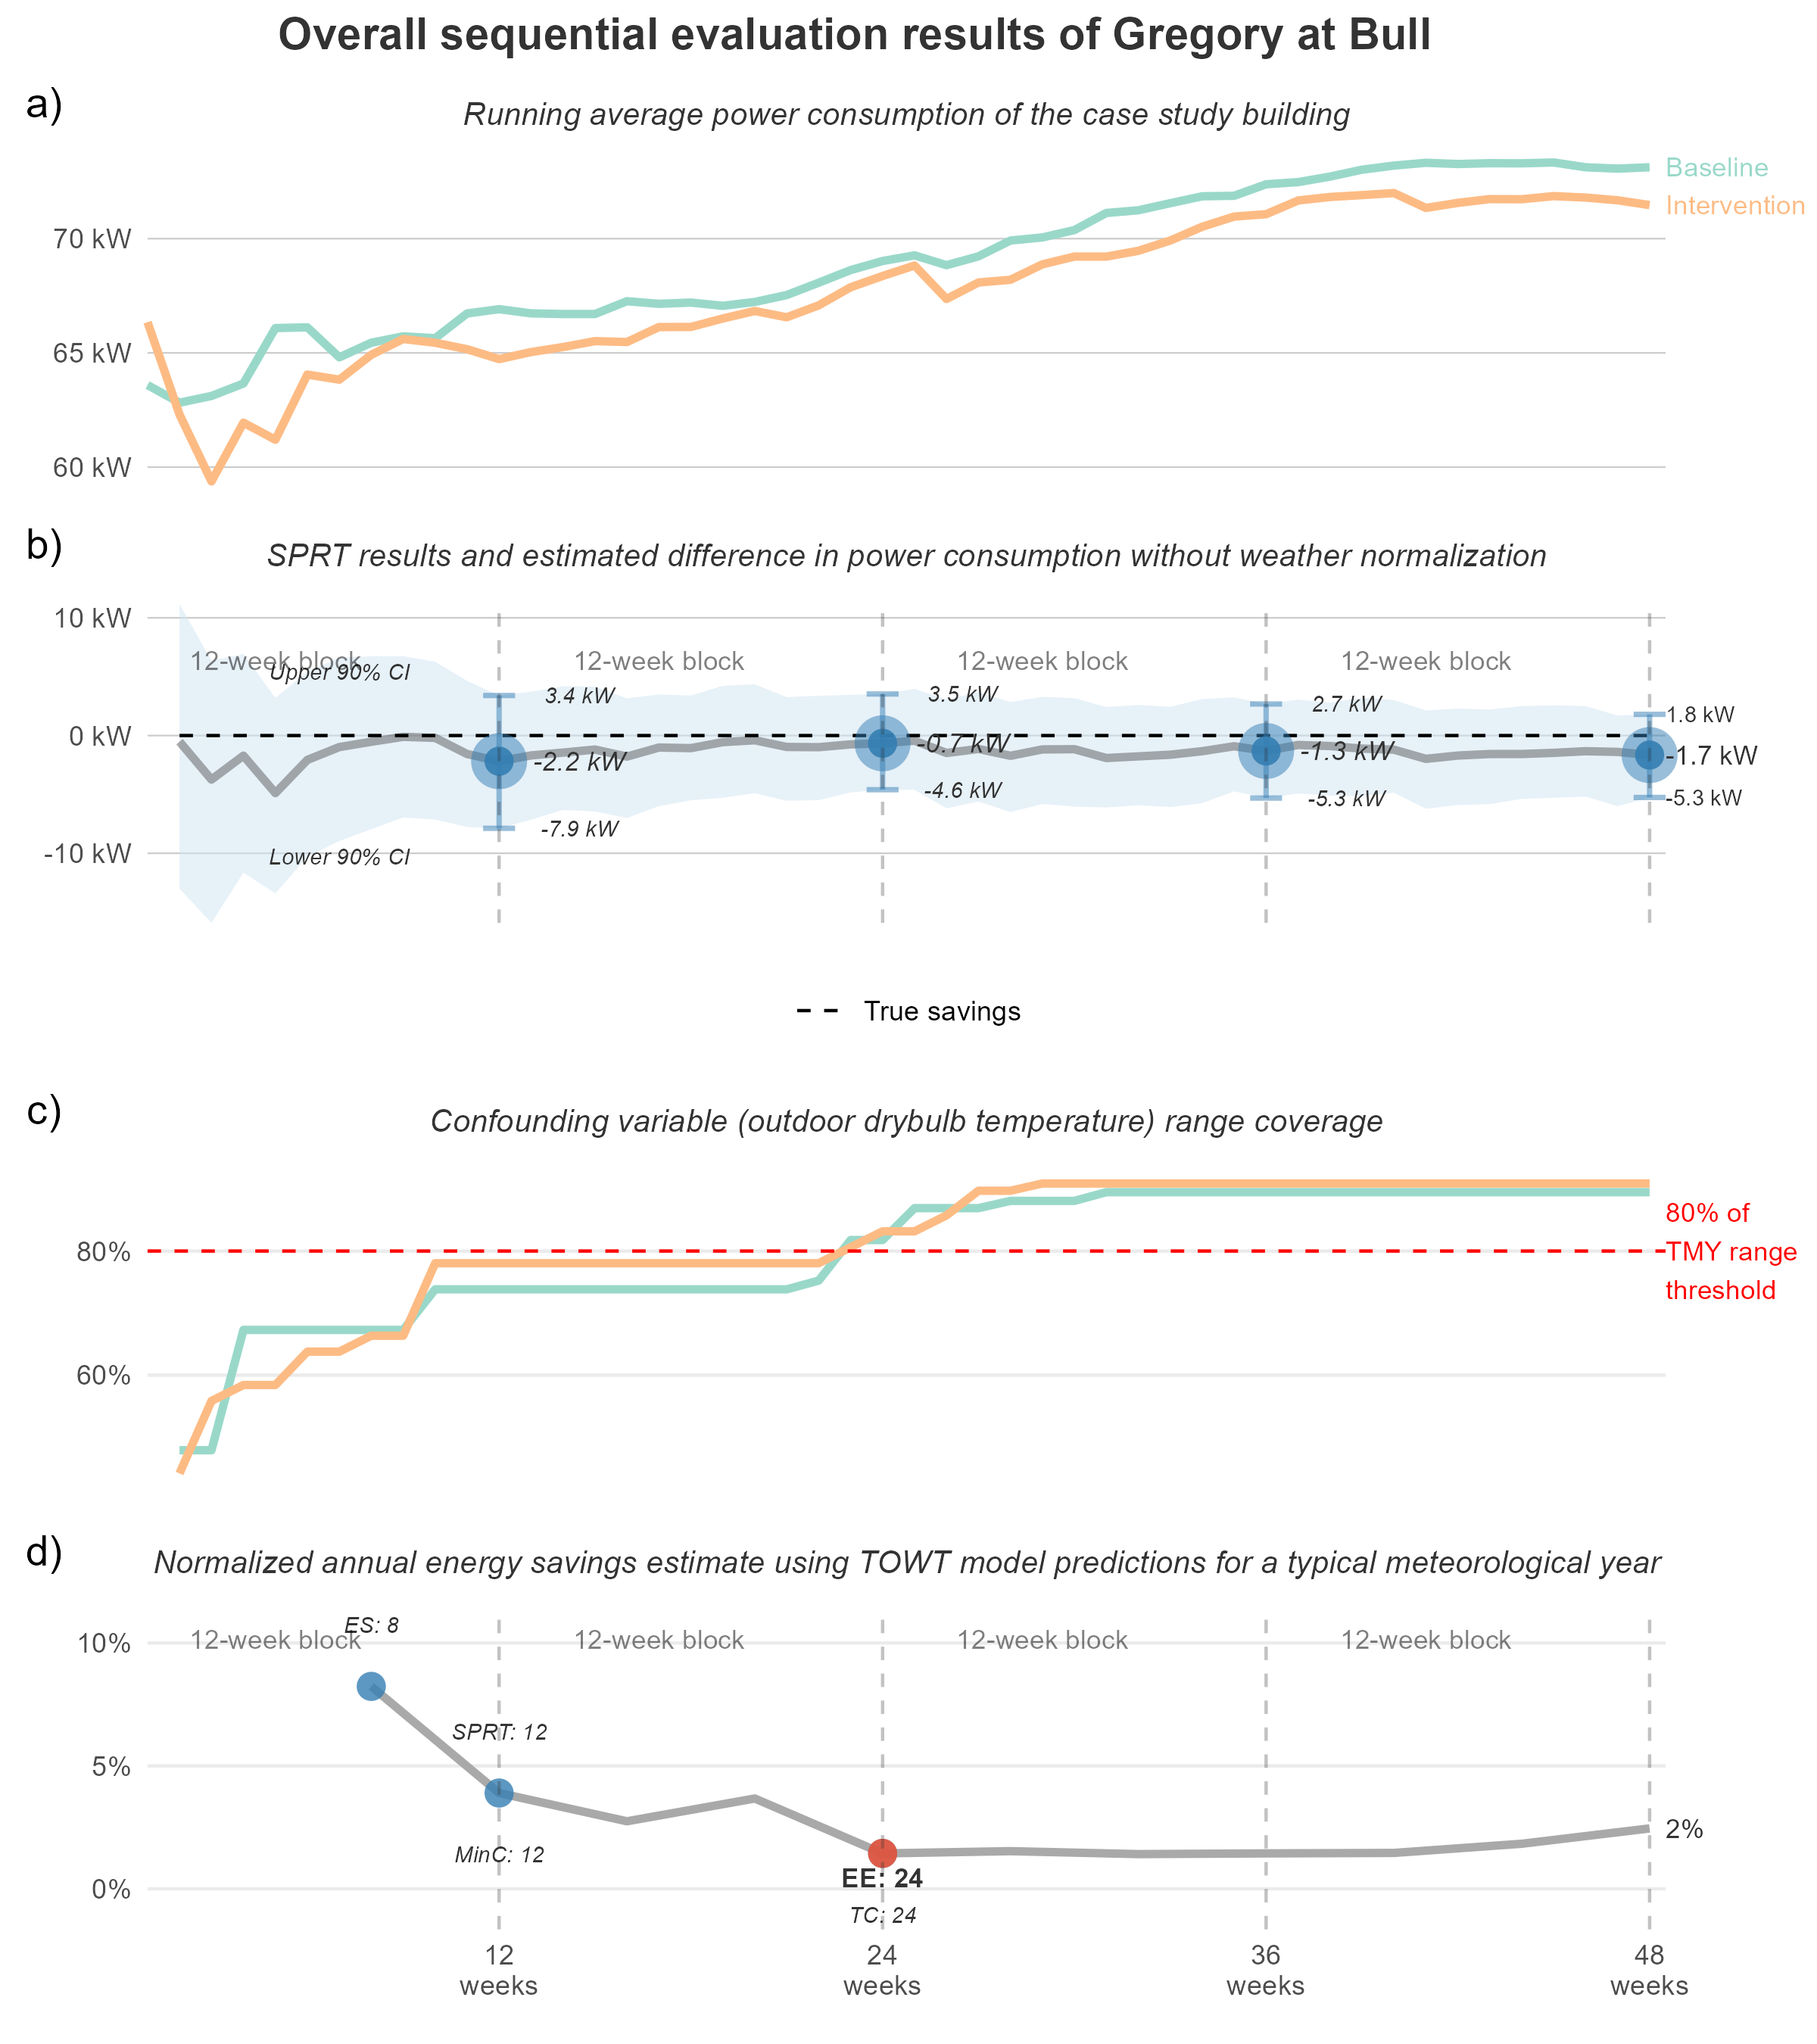 Overall sequential evaluation results of Gregory at Bull
a)
Running average power consumption of the case study building
Baseline
Intervention
70 kW
65 kW
60 kW
b)
SPRT results and estimated difference in power consumption without weather normalization
10 kW
0 kW
-10 kW
12-week block
12-week block
12-week block
12-week block
Upper 90% CI
Lower 90% CI
3.4 kW
-2.2 kW
-7.9 kW
3.5 kW
-0.7 kW
-4.6 kW
2.7 kW
-1.3 kW
-5.3 kW
1.8 kW
-1.7 kW
-5.3 kW
True savings
c)
Confounding variable (outdoor drybulb temperature) range coverage
80%
60%
80% of
TMY range
threshold
d)
Normalized annual energy savings estimate using TOWT model predictions for a typical meteorological year
10%
5%
0%
12-week block
12-week block
12-week block
12-week block
ES: 8
SPRT: 12
MinC: 12
EE: 24
TC: 24
2%
12
weeks
24
weeks
36
weeks
48
weeks